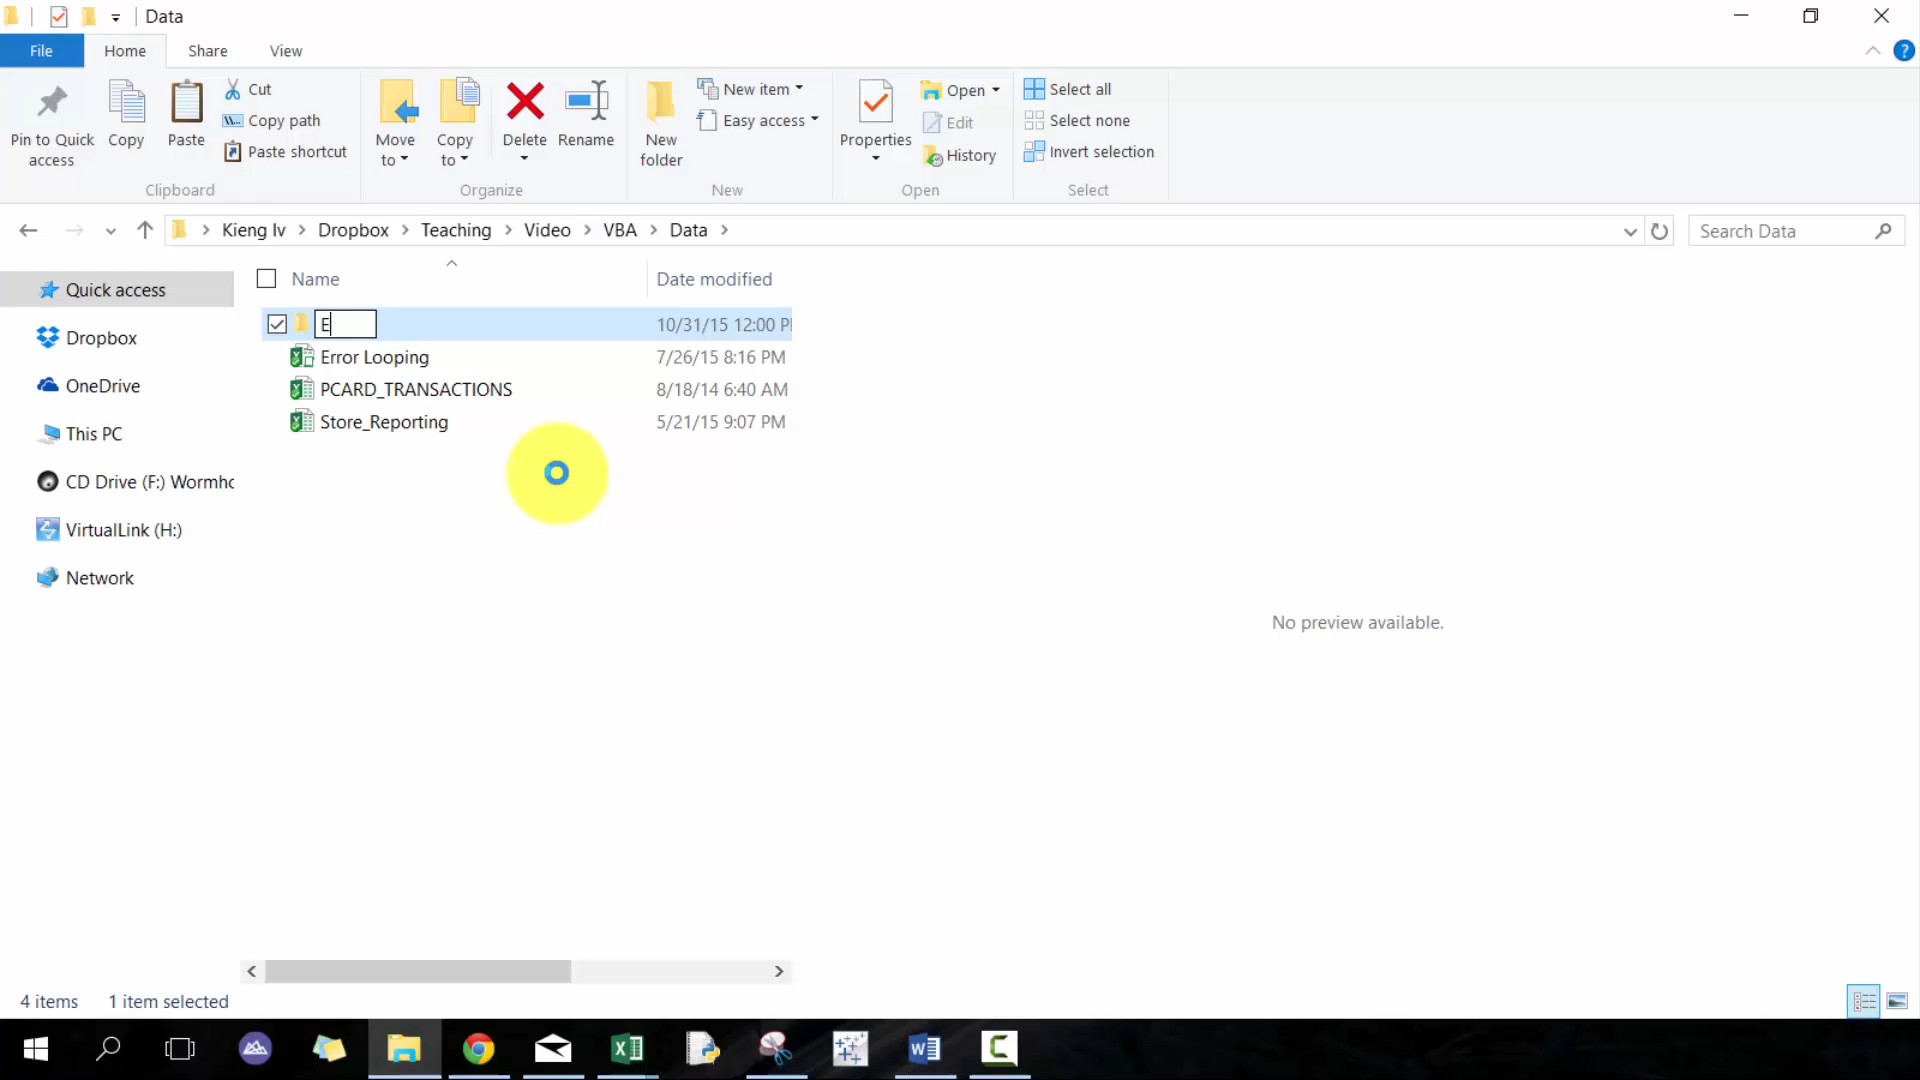 Data
File Home Share View
Pin to Quick access
Copy
Paste
Cut
Copy path
Paste shortcut
Clipboard
Move to
Copy to
Delete
Rename
Organize
New folder
New item
Easy access
New
Properties
Open
Edit
History
Open
Select all
Select none
Invert selection
Select
Kieng Iv > Dropbox > Teaching > Video > VBA > Data >
Search Data
Name Date modified
E 10/31/15 12:00 P
Error Looping 7/26/15 8:16 PM
PCARD_TRANSACTIONS 8/18/14 6:40 AM
Store_Reporting 5/21/15 9:07 PM
Quick access
Dropbox
OneDrive
This PC
CD Drive (F:) Wormho
VirtualLink (H:)
Network
No preview available.
4 items 1 item selected